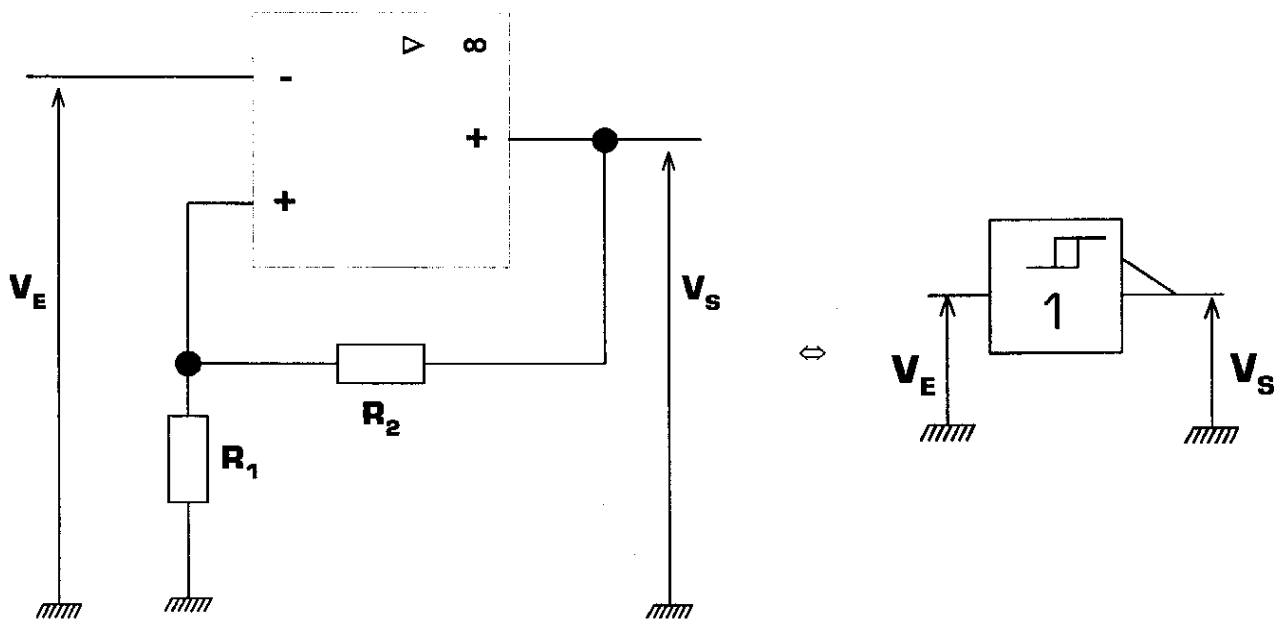 ▷ ∞
-
+
+
V_E
V_S
R_2
R_1
⇔
1
V_E
V_S